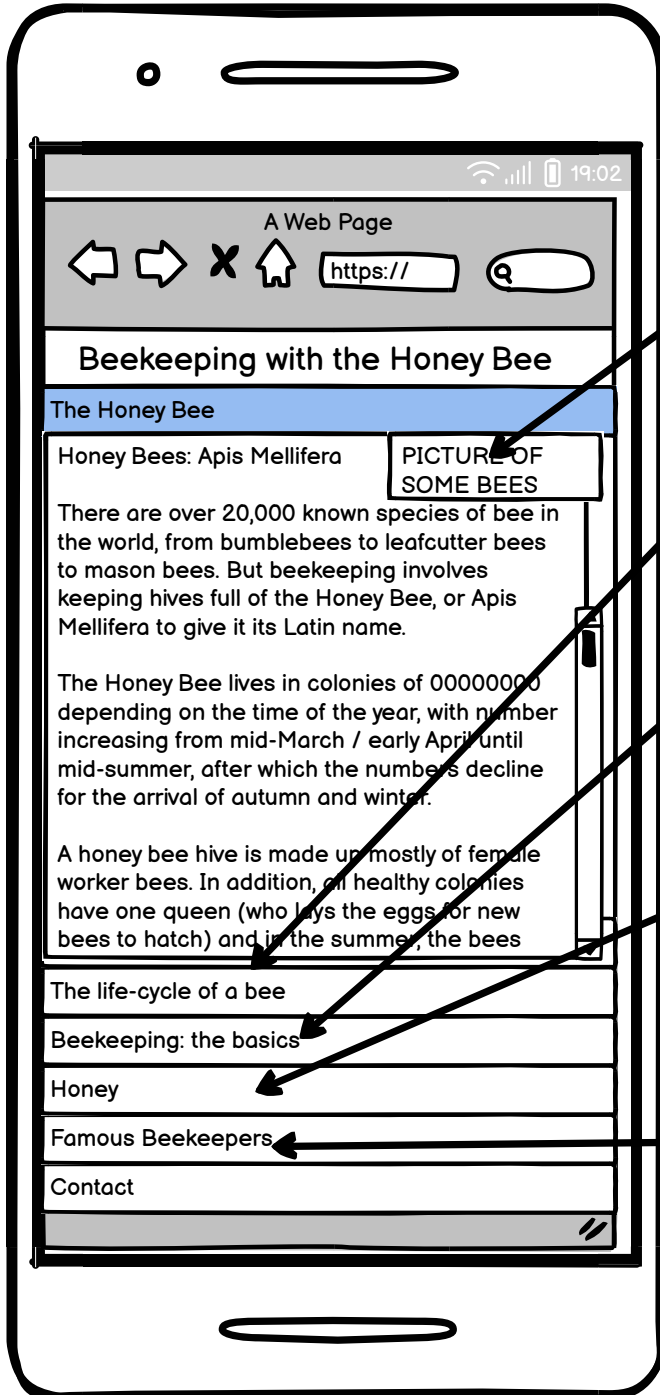 19:02
A Web Page
https://
Beekeeping with the Honey Bee
The Honey Bee
Honey Bees: Apis Mellifera
PICTURE OF
SOME BEES
There are over 20,000 known species of bee in
the world, from bumblebees to leafcutter bees
to mason bees. But beekeeping involves
keeping hives full of the Honey Bee, or Apis
Mellifera to give it its Latin name.
The Honey Bee lives in colonies of 00000000
depending on the time of the year, with number
increasing from mid-March / early April until
mid-summer, after which the numbers decline
for the arrival of autumn and winter.
A honey bee hive is made up mostly of female
worker bees. In addition, all healthy colonies
have one queen (who lays the eggs for new
bees to hatch) and in the summer, the bees
The life-cycle of a bee
Beekeeping: the basics
Honey
Famous Beekeepers
Contact